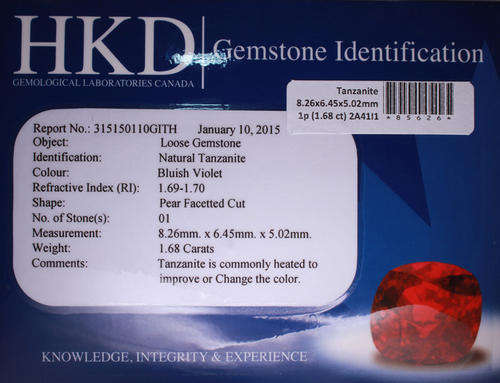 HKD
GEMOLOGICAL LABORATORIES CANADA
Gemstone Identification
Tanzanite
8.26x6.45x5.02mm
1p (1.68 ct) 2A41I1
*85626*
Report No.: 315150110GITH January 10, 2015
Object: Loose Gemstone
Identification: Natural Tanzanite
Colour: Bluish Violet
Refractive Index (RI): 1.69-1.70
Shape: Pear Facetted Cut
No. of Stone(s): 01
Measurement: 8.26mm. x 6.45mm. x 5.02mm.
Weight: 1.68 Carats
Comments: Tanzanite is commonly heated to
improve or Change the color.
KNOWLEDGE, INTEGRITY & EXPERIENCE